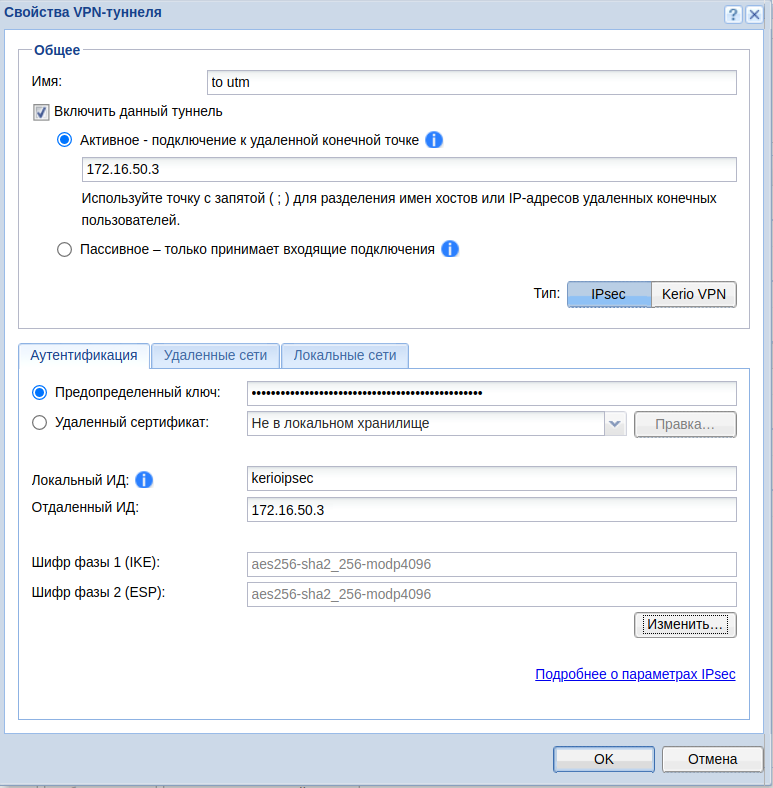 Свойства VPN-туннеля
Общее
Имя: to utm
Включить данный туннель
Активное - подключение к удаленной конечной точке
172.16.50.3
Используйте точку с запятой ( ; ) для разделения имен хостов или IP-адресов удаленных конечных
пользователей.
Пассивное – только принимает входящие подключения
Тип: IPsec Kerio VPN
Аутентификация Удаленные сети Локальные сети
Предопределенный ключ:
Удаленный сертификат: Не в локальном хранилище Правка...
Локальный ИД: kerioipsec
Отдаленный ИД: 172.16.50.3
Шифр фазы 1 (IKE): aes256-sha2_256-modp4096
Шифр фазы 2 (ESP): aes256-sha2_256-modp4096
Изменить...
Подробнее о параметрах IPsec
OK Отмена